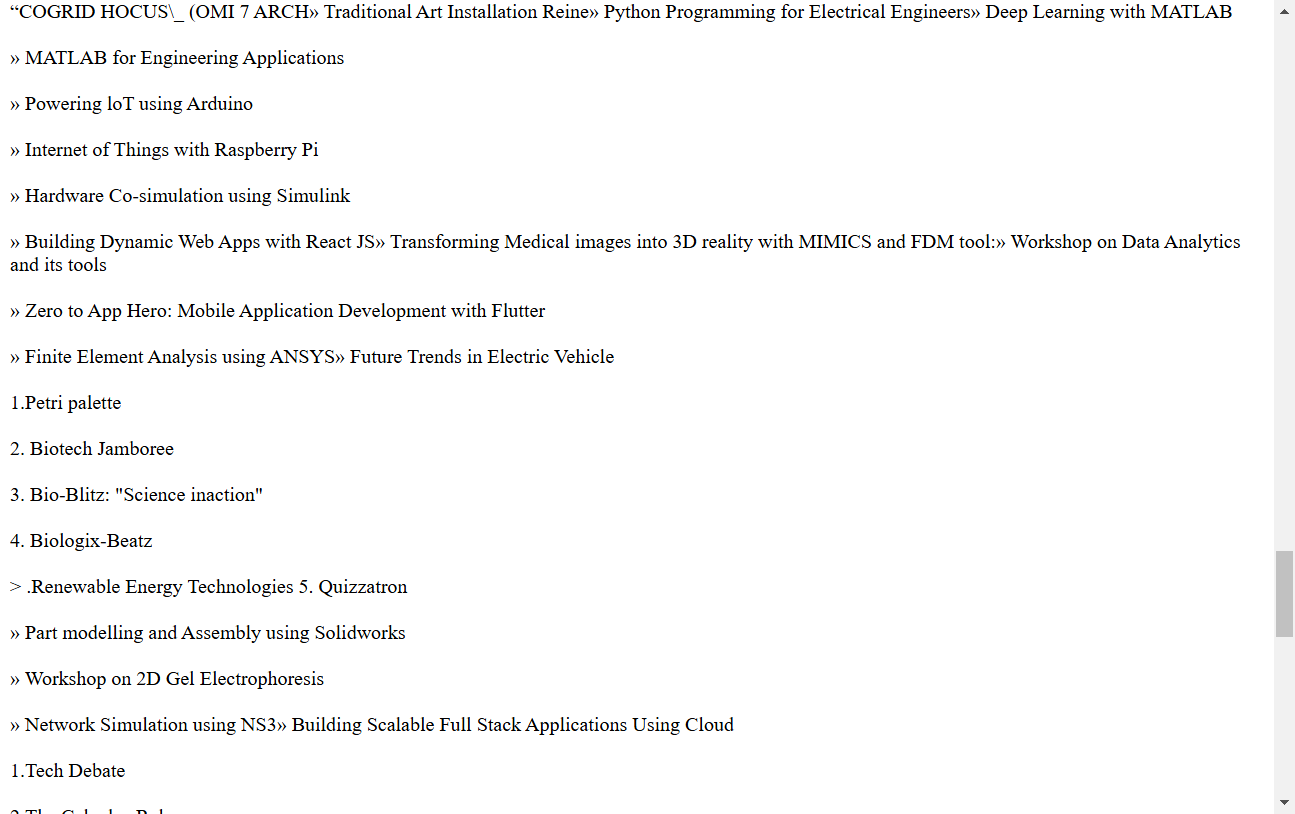 “COGRID HOCUS\_ (OMI 7 ARCH» Traditional Art Installation Reine» Python Programming for Electrical Engineers» Deep Learning with MATLAB
» MATLAB for Engineering Applications
» Powering loT using Arduino
» Internet of Things with Raspberry Pi
» Hardware Co-simulation using Simulink
» Building Dynamic Web Apps with React JS» Transforming Medical images into 3D reality with MIMICS and FDM tool:» Workshop on Data Analytics
and its tools
» Zero to App Hero: Mobile Application Development with Flutter
» Finite Element Analysis using ANSYS» Future Trends in Electric Vehicle
1.Petri palette
2. Biotech Jamboree
3. Bio-Blitz: "Science inaction"
4. Biologix-Beatz
> .Renewable Energy Technologies 5. Quizzatron
» Part modelling and Assembly using Solidworks
» Workshop on 2D Gel Electrophoresis
» Network Simulation using NS3» Building Scalable Full Stack Applications Using Cloud
1.Tech Debate